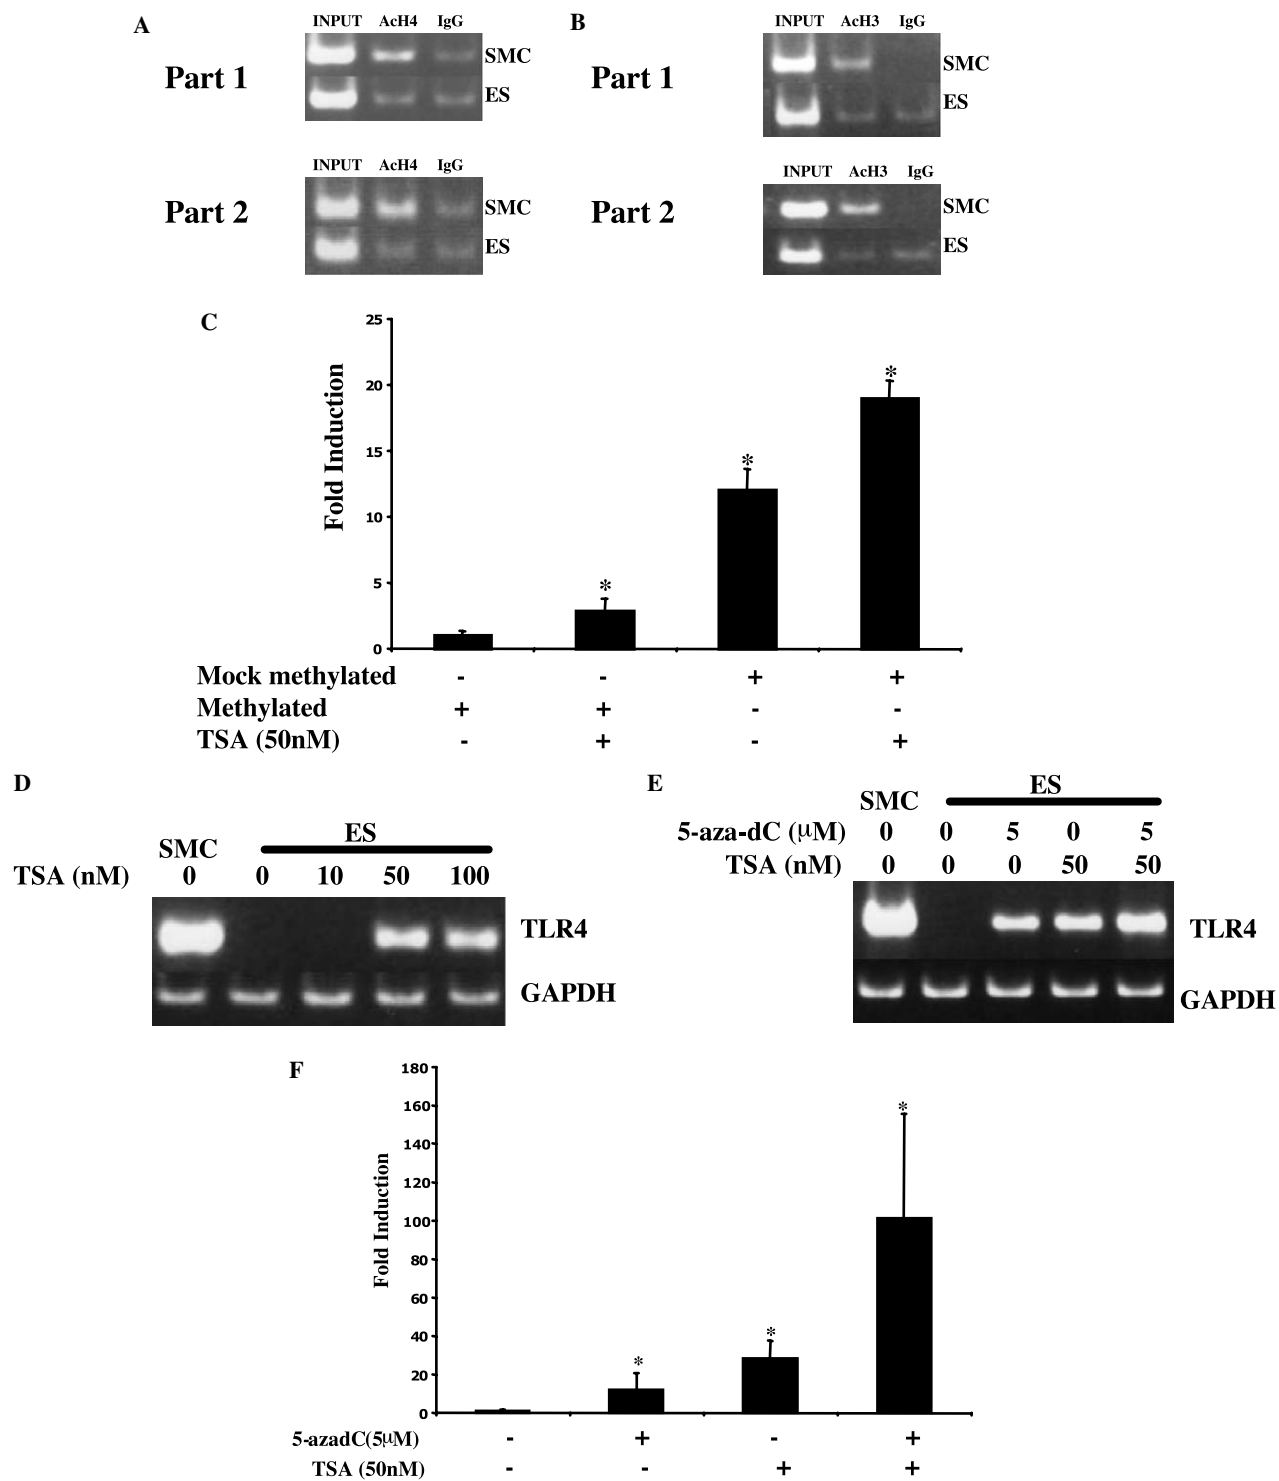 A
INPUT AcH4 IgG
Part 1
SMC
ES
INPUT AcH4 IgG
Part 2
SMC
ES
B
INPUT AcH3 IgG
Part 1
SMC
ES
INPUT AcH3 IgG
Part 2
SMC
ES
C
Fold Induction
25
20
15
10
5
0
* * *
Mock methylated - - + +
Methylated + + - -
TSA (50nM) - + - +
D
SMC ES
TSA (nM) 0 0 10 50 100
TLR4
GAPDH
E
SMC ES
5-aza-dC (μM) 0 0 5 0 5
TSA (nM) 0 0 0 50 50
TLR4
GAPDH
F
Fold Induction
180
160
140
120
100
80
60
40
20
0
* * *
5-azadC(5μM) - + - +
TSA (50nM) - - + +